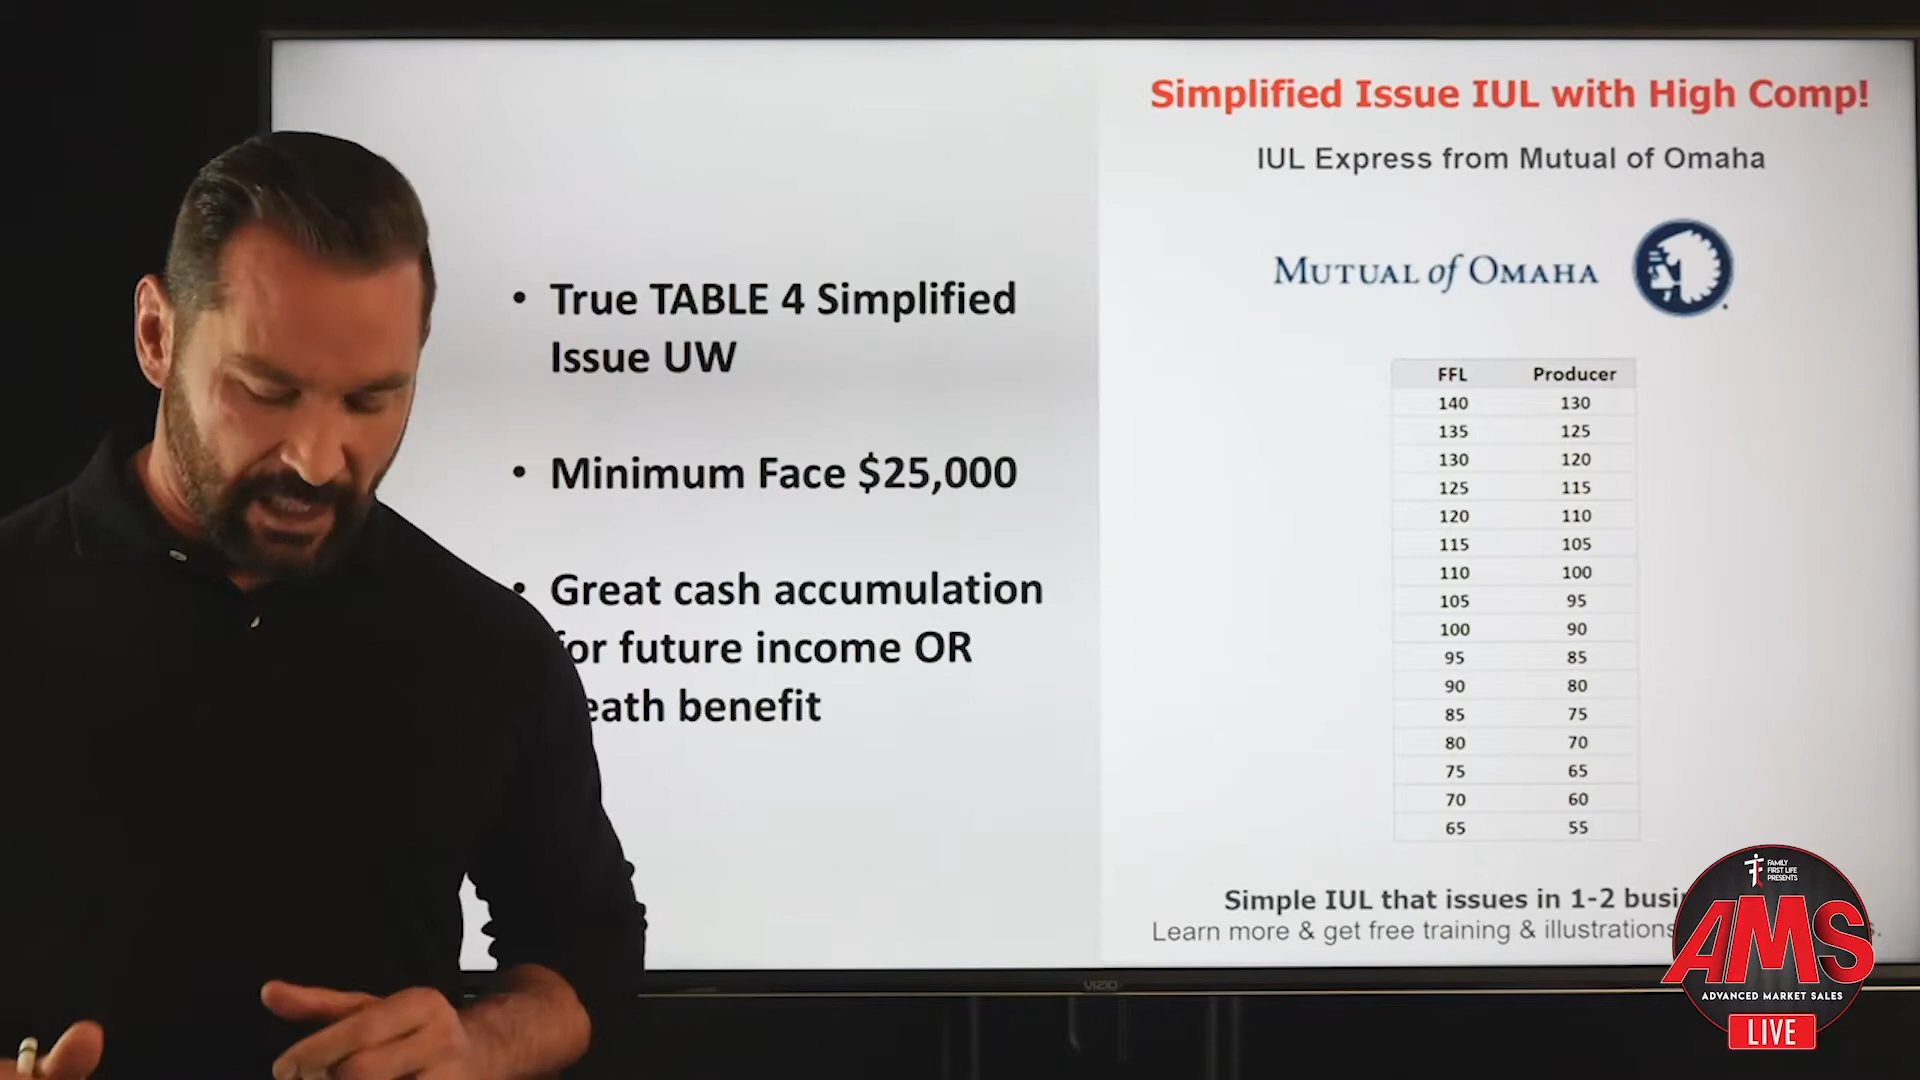 • True TABLE 4 Simplified
Issue UW
• Minimum Face $25,000
• Great cash accumulation
for future income OR
eath benefit
Simplified Issue IUL with High Comp!
IUL Express from Mutual of Omaha
MUTUAL of OMAHA
FFL Producer
140 130
135 125
130 120
125 115
120 110
115 105
110 100
105 95
100 90
95 85
90 80
85 75
80 70
75 65
70 60
65 55
Simple IUL that issues in 1-2 busi
Learn more & get free training & illustrations
VIZIO
FAMILY
FIRST LIFE
PRESENTS
AMS
ADVANCED MARKET SALES
LIVE